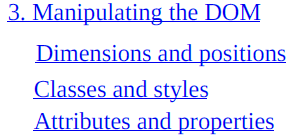 3. Manipulating the DOM
Dimensions and positions
Classes and styles
Attributes and properties